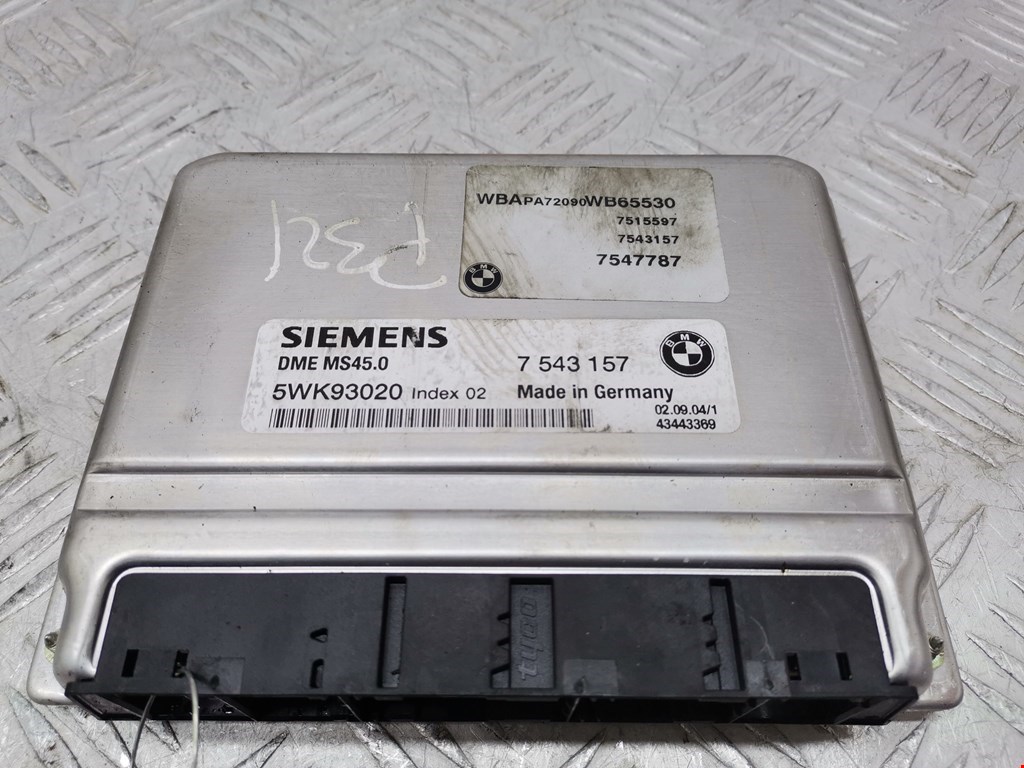 WBAPA72090WB65530
7515597
7543157
7547787
BMW
SIEMENS
DME MS45.0
7 543 157
BMW
5WK93020 Index 02
Made in Germany
02.09.04/1
43443369
tyco